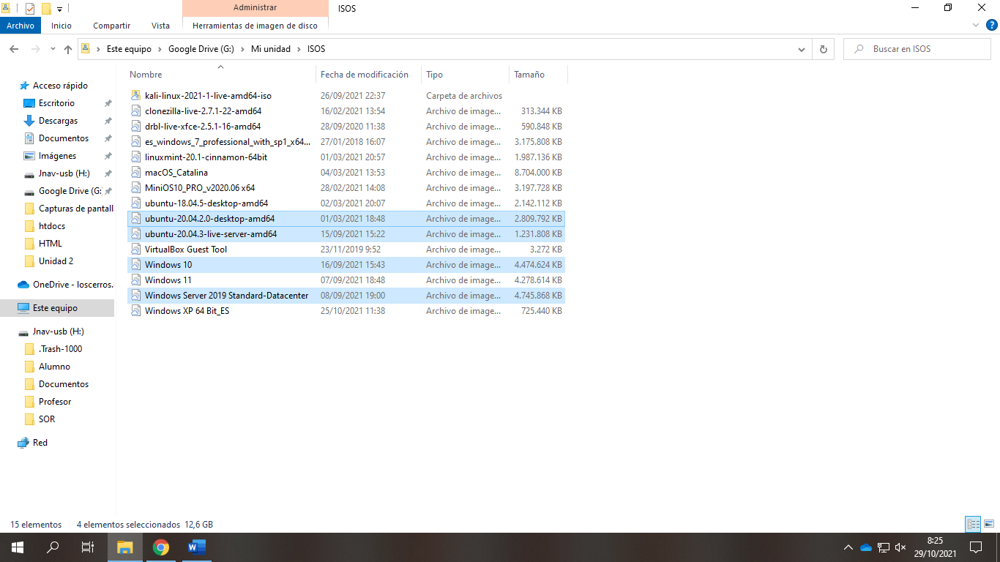 Administrar
ISOS
Archivo Inicio Compartir Vista Herramientas de imagen de disco
Este equipo > Google Drive (G:) > Mi unidad > ISOS
Buscar en ISOS
Acceso rápido
Escritorio
Descargas
Documentos
Imágenes
Jnav-usb (H:)
Google Drive (G:
Capturas de pantall
htdocs
HTML
Unidad 2
OneDrive - loscerros.
Este equipo
Jnav-usb (H:)
.Trash-1000
Alumno
Documentos
Profesor
SOR
Red
Nombre Fecha de modificación Tipo Tamaño
kali-linux-2021-1-live-amd64-iso 26/09/2021 22:37 Carpeta de archivos
clonezilla-live-2.7.1-22-amd64 16/02/2021 13:54 Archivo de image... 313.344 KB
drbl-live-xfce-2.5.1-16-amd64 28/09/2020 11:38 Archivo de image... 590.848 KB
es_windows_7_professional_with_sp1_x64... 27/01/2018 16:07 Archivo de image... 3.175.808 KB
linuxmint-20.1-cinnamon-64bit 01/03/2021 20:57 Archivo de image... 1.987.136 KB
macOS_Catalina 04/03/2021 13:53 Archivo de image... 8.704.000 KB
MiniOS10_PRO_v2020.06 x64 28/02/2021 14:08 Archivo de image... 3.197.728 KB
ubuntu-18.04.5-desktop-amd64 02/03/2021 20:07 Archivo de image... 2.142.112 KB
ubuntu-20.04.2.0-desktop-amd64 01/03/2021 18:48 Archivo de image... 2.809.792 KB
ubuntu-20.04.3-live-server-amd64 15/09/2021 15:22 Archivo de image... 1.231.808 KB
VirtualBox Guest Tool 23/11/2019 9:52 Archivo de image... 3.272 KB
Windows 10 16/09/2021 15:43 Archivo de image... 4.474.624 KB
Windows 11 07/09/2021 18:48 Archivo de image... 4.278.614 KB
Windows Server 2019 Standard-Datacenter 08/09/2021 19:00 Archivo de image... 4.745.868 KB
Windows XP 64 Bit_ES 25/10/2021 11:38 Archivo de image... 725.440 KB
15 elementos 4 elementos seleccionados 12,6 GB
8:25
29/10/2021